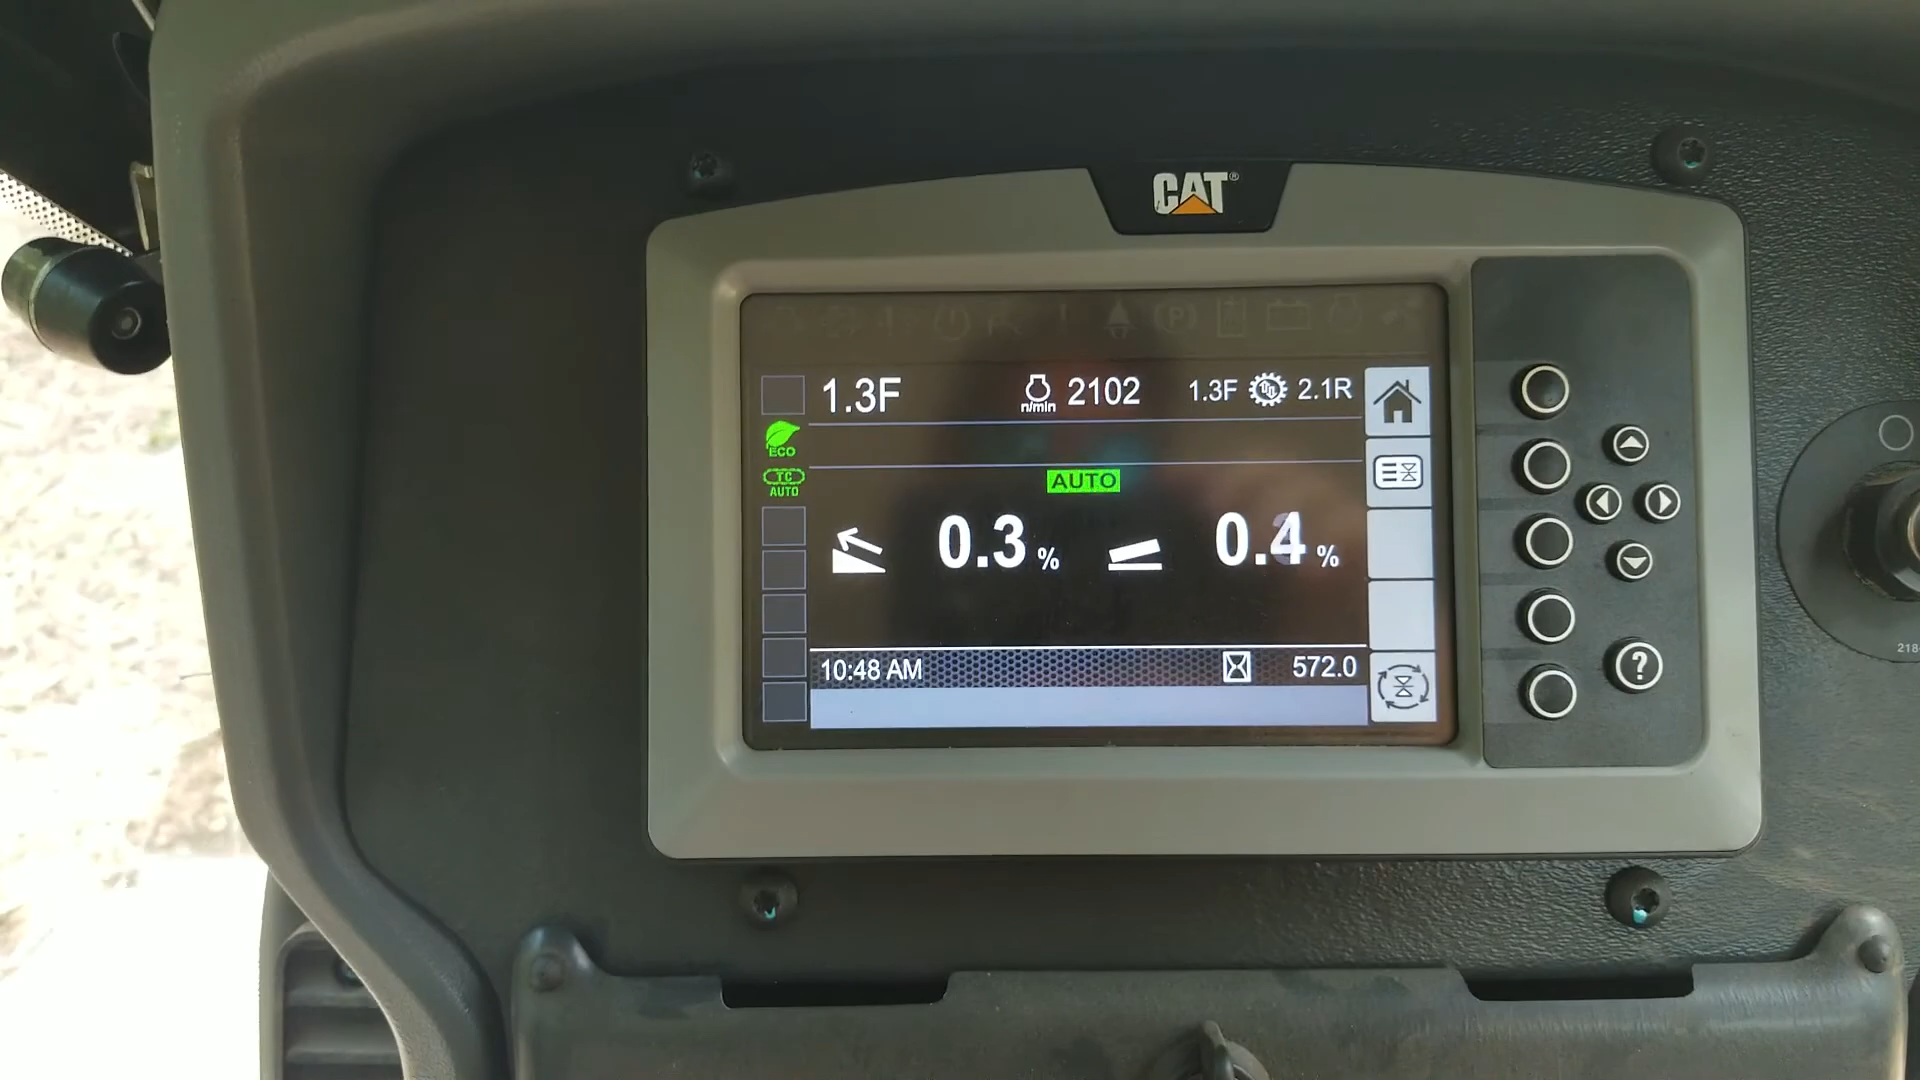 CAT®
P
1.3F
n/min 2102
1.3F 2.1R
ECO
TC
AUTO
AUTO
0.3 %
0.4 %
10:48 AM
572.0
?
218